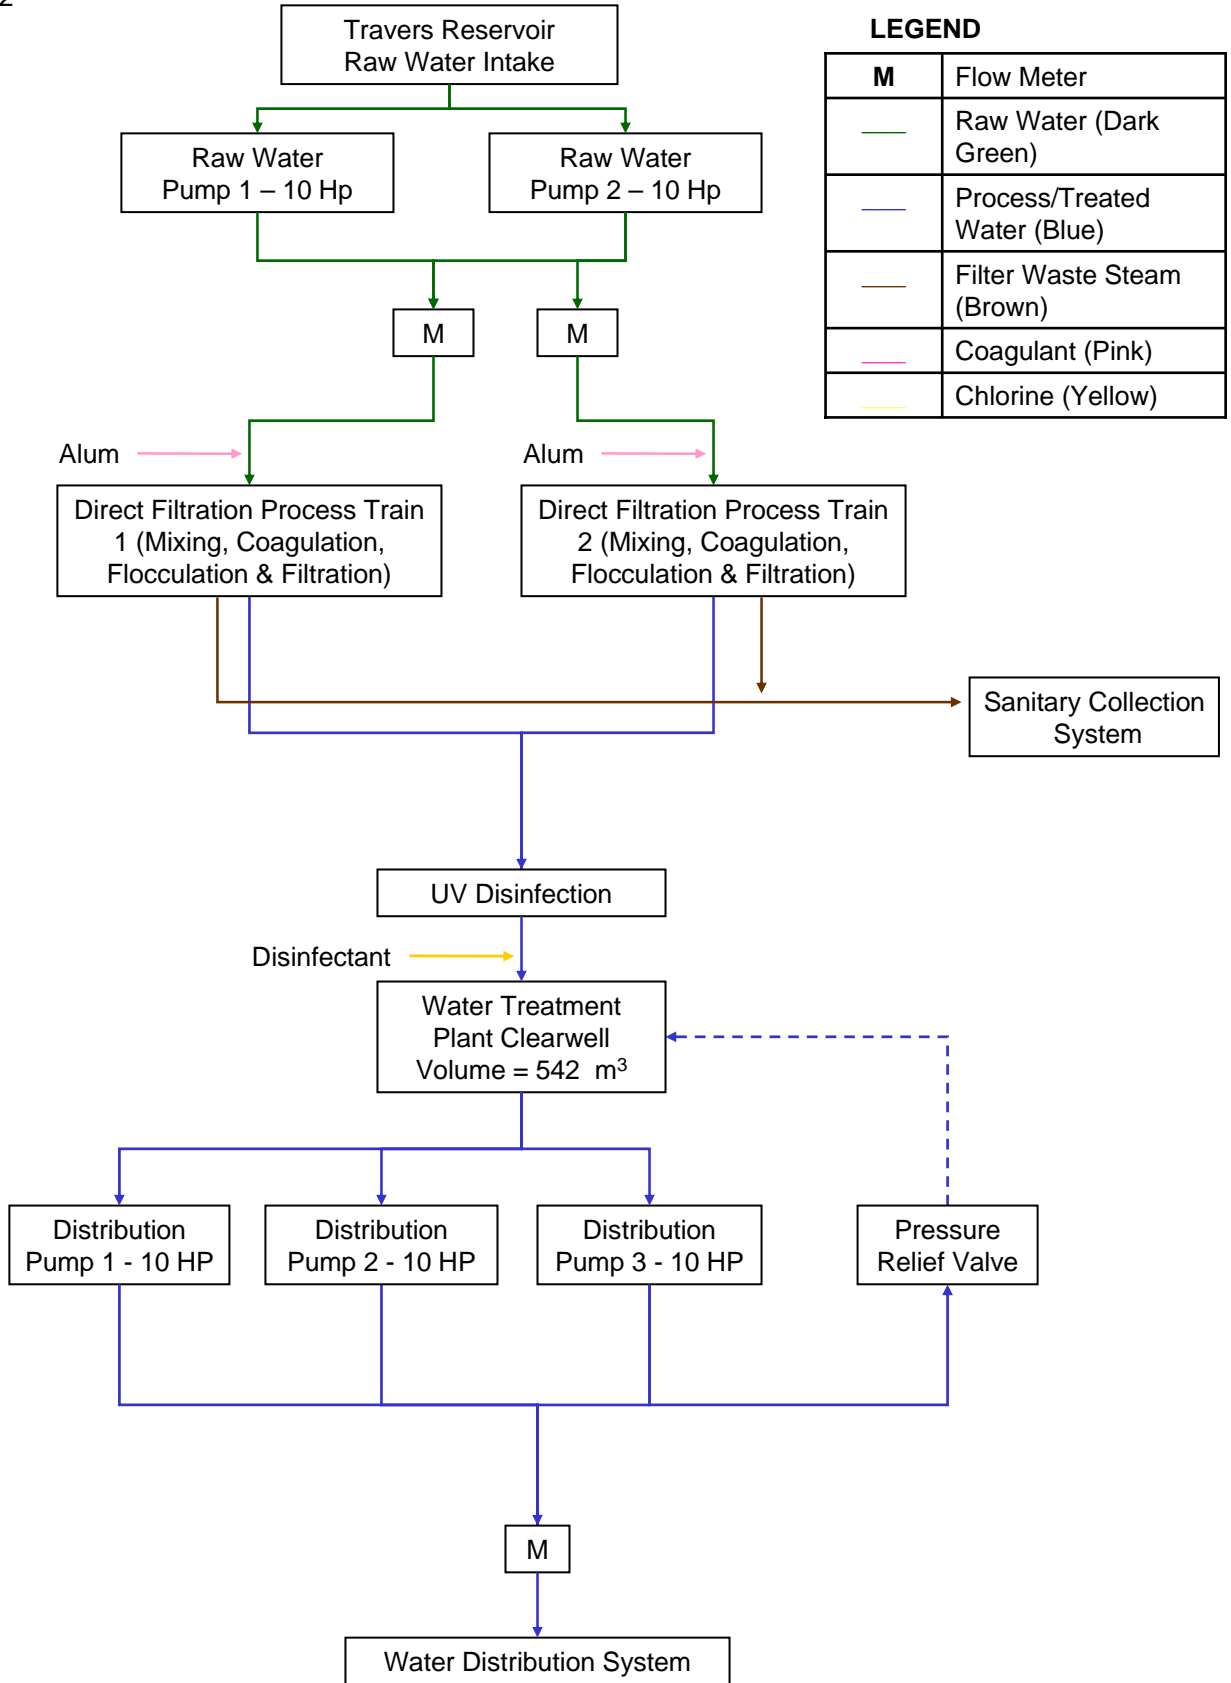 2
Travers Reservoir
Raw Water Intake
LEGEND
M Flow Meter
Raw Water (Dark
Green)
Process/Treated
Water (Blue)
Filter Waste Steam
(Brown)
Coagulant (Pink)
Chlorine (Yellow)
Raw Water
Pump 1 – 10 Hp
Raw Water
Pump 2 – 10 Hp
M
M
Alum
Alum
Direct Filtration Process Train
1 (Mixing, Coagulation,
Flocculation & Filtration)
Direct Filtration Process Train
2 (Mixing, Coagulation,
Flocculation & Filtration)
Sanitary Collection
System
UV Disinfection
Disinfectant
Water Treatment
Plant Clearwell
Volume = 542 m³
Distribution
Pump 1 - 10 HP
Distribution
Pump 2 - 10 HP
Distribution
Pump 3 - 10 HP
Pressure
Relief Valve
M
Water Distribution System